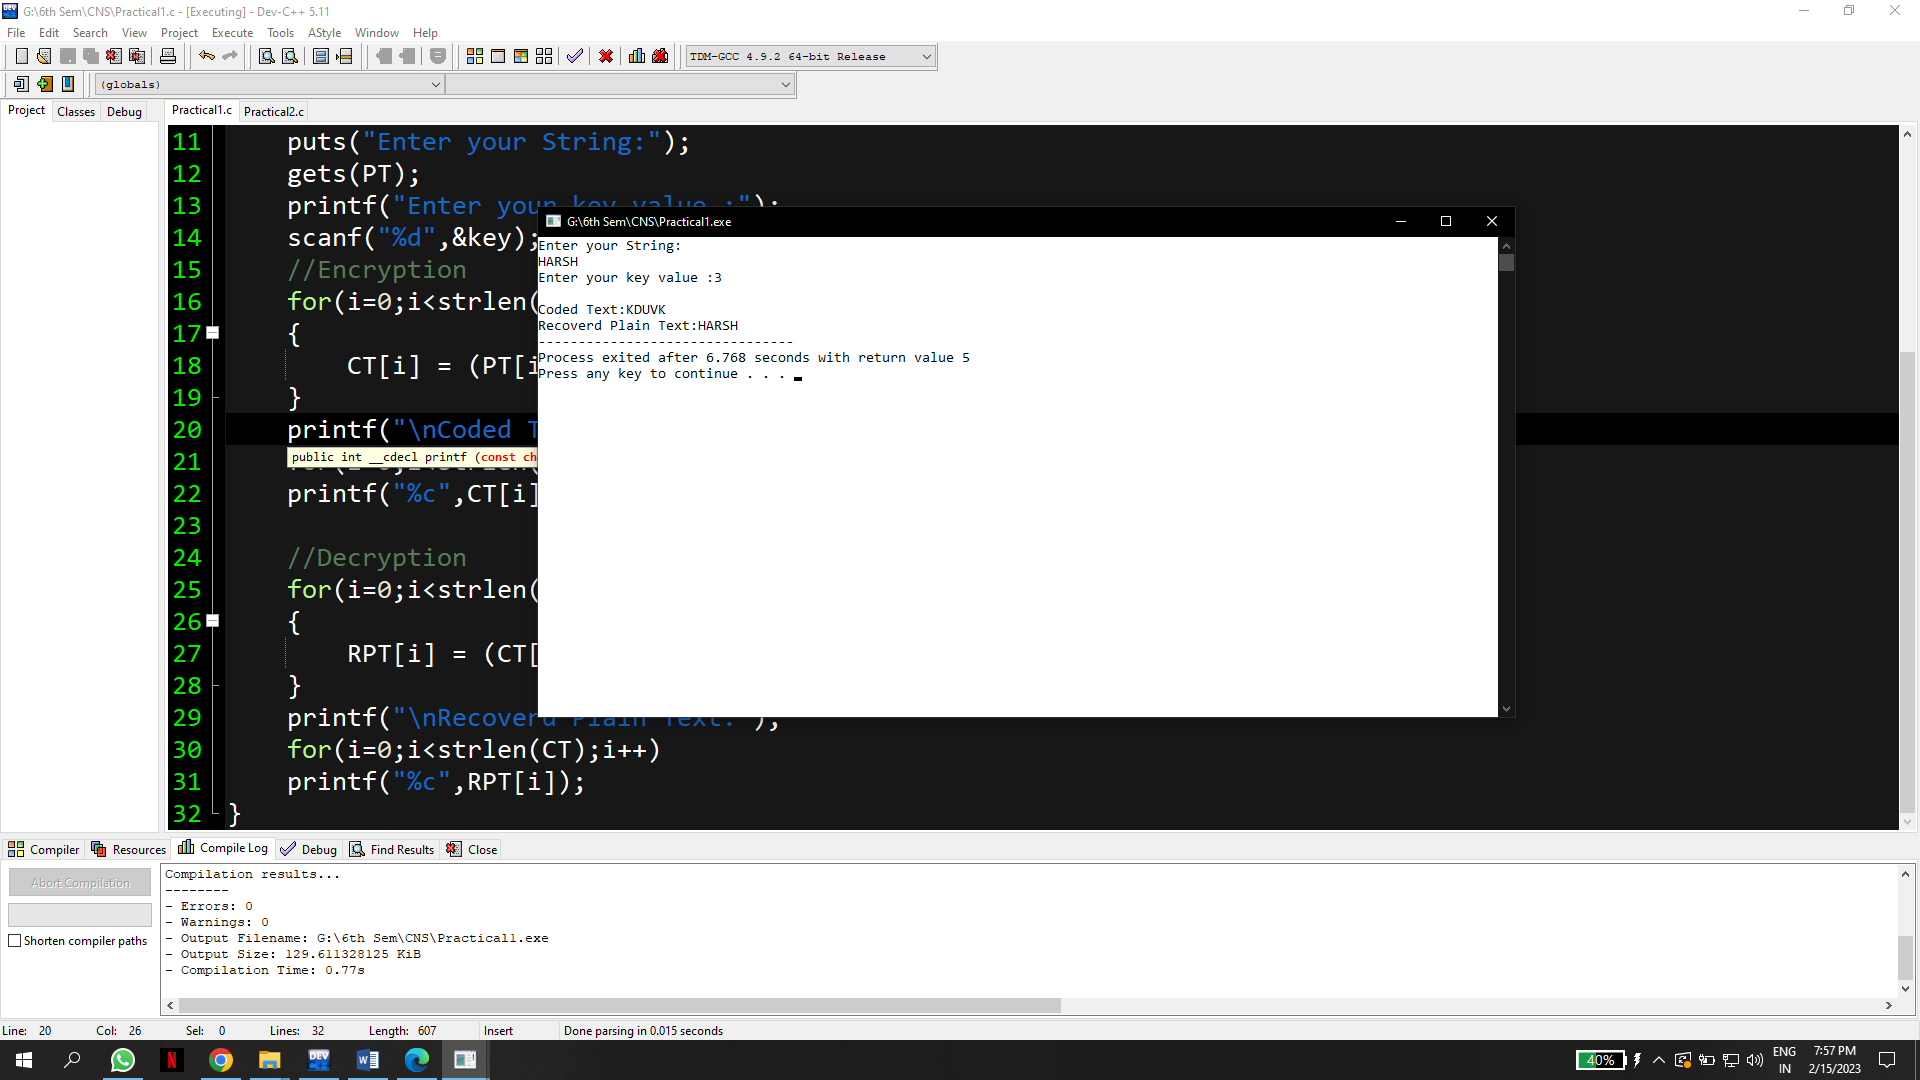 G:\6th Sem\CNS\Practical1.c - [Executing] - Dev-C++ 5.11
File Edit Search View Project Execute Tools AStyle Window Help
TDM-GCC 4.9.2 64-bit Release
(globals)
Project Classes Debug
Practical1.c Practical2.c
11 puts("Enter your String:");
12 gets(PT);
13 printf("Enter your key value :");
14 scanf("%d",&key);
15 //Encryption
16 for(i=0;i<strlen(
17 {
18 CT[i] = (PT[i
19 }
20 printf("\nCoded T
public int __cdecl printf (const ch
21 for(i=0;i<strlen(
22 printf("%c",CT[i]
23
24 //Decryption
25 for(i=0;i<strlen(
26 {
27 RPT[i] = (CT[
28 }
29 printf("\nRecoverd Plain Text:");
30 for(i=0;i<strlen(CT);i++)
31 printf("%c",RPT[i]);
32 }
G:\6th Sem\CNS\Practical1.exe
Enter your String:
HARSH
Enter your key value :3
Coded Text:KDUVK
Recoverd Plain Text:HARSH
--------------------------------
Process exited after 6.768 seconds with return value 5
Press any key to continue . . .
Compiler Resources Compile Log Debug Find Results Close
Abort Compilation
Shorten compiler paths
Compilation results...
--------
- Errors: 0
- Warnings: 0
- Output Filename: G:\6th Sem\CNS\Practical1.exe
- Output Size: 129.611328125 KiB
- Compilation Time: 0.77s
Line: 20 Col: 26 Sel: 0 Lines: 32 Length: 607 Insert Done parsing in 0.015 seconds
DEV C++
40%
ENG
IN
7:57 PM
2/15/2023